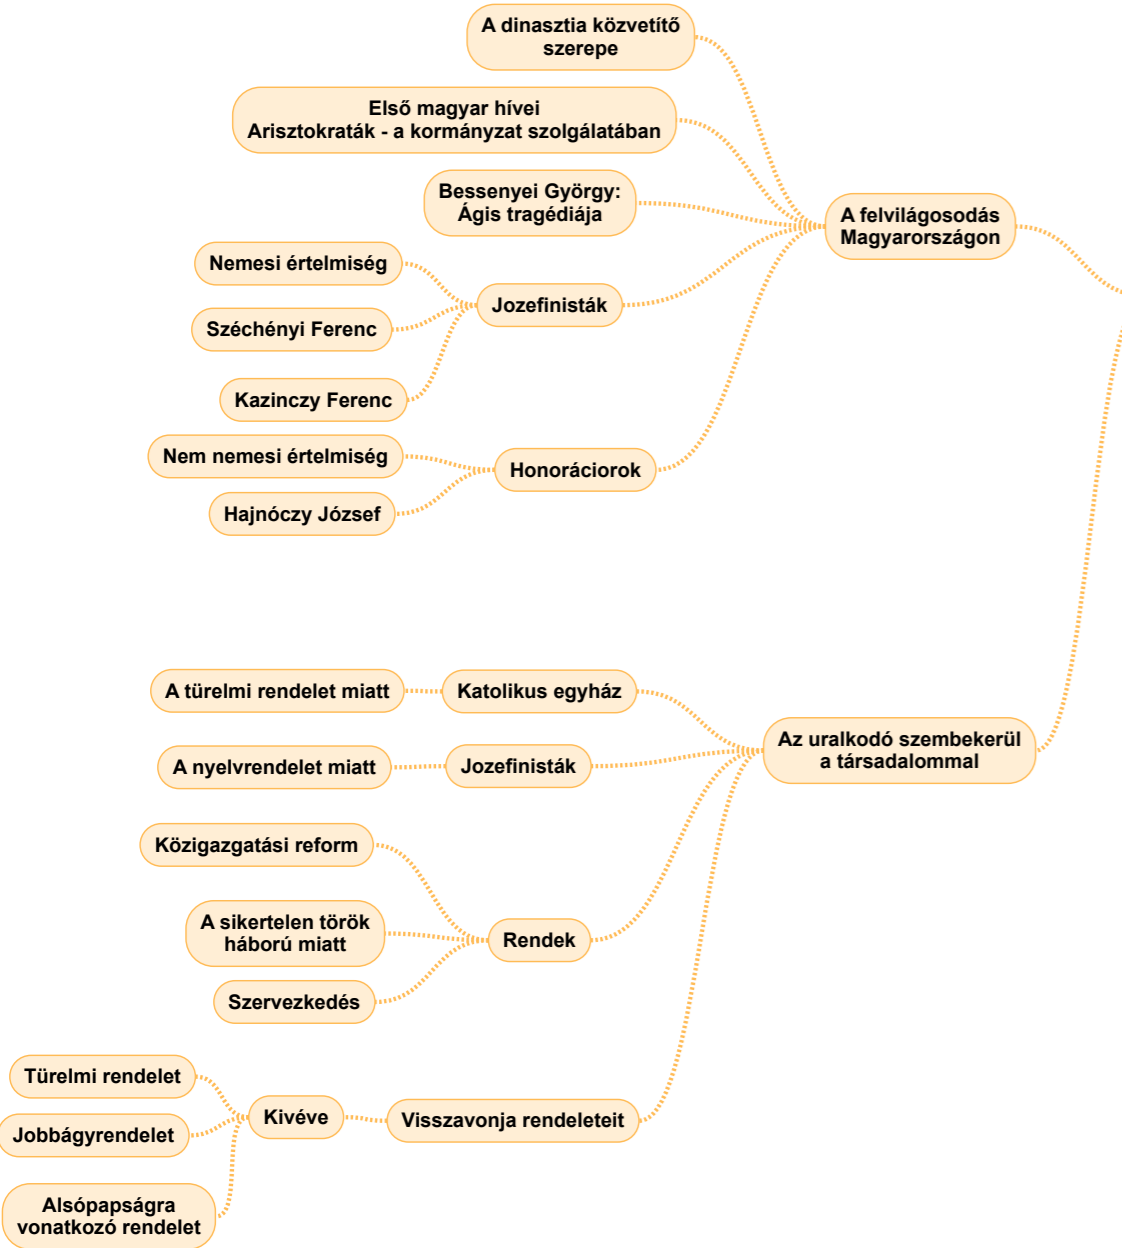 A dinasztia közvetítő
szerepe
Első magyar hívei
Arisztokraták - a kormányzat szolgálatában
Bessenyei György:
Ágis tragédiája
A felvilágosodás
Magyarországon
Nemesi értelmiség
Jozefinisták
Széchényi Ferenc
Kazinczy Ferenc
Nem nemesi értelmiség
Honoráciorok
Hajnóczy József
A türelmi rendelet miatt
Katolikus egyház
Az uralkodó szembekerül
a társadalommal
A nyelvrendelet miatt
Jozefinisták
Közigazgatási reform
A sikertelen török
háború miatt
Rendek
Szervezkedés
Türelmi rendelet
Kivéve
Visszavonja rendeleteit
Jobbágyrendelet
Alsópapságra
vonatkozó rendelet